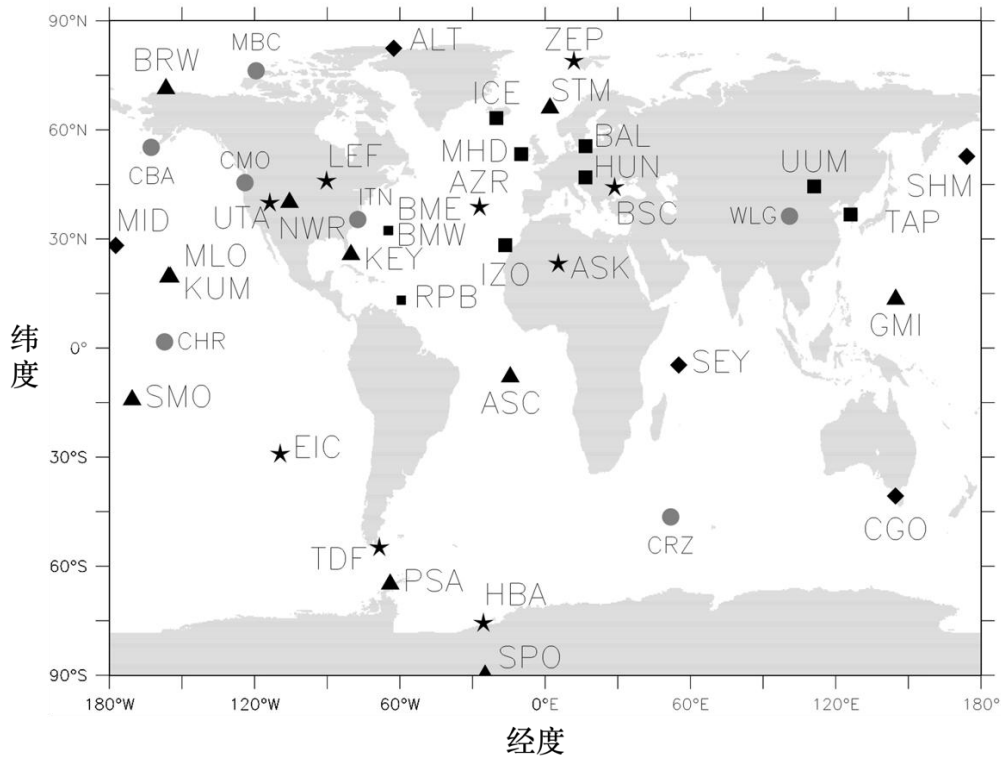 90°N
MBC
ALT
ZEP
BRW
STM
ICE
60°N
BAL
CMO
LEF
MHD
HUN
UUM
CBA
AZR
SHM
ITN
BME
BSC
WLG
MID
UTA
NWR
BMW
TAP
30°N
MLO
KEY
IZO
ASK
KUM
RPB
GMI
纬度
0°
CHR
SEY
SMO
ASC
EIC
30°S
CGO
CRZ
TDF
60°S
PSA
HBA
SPO
90°S
180°W
120°W
60°W
0°E
60°E
120°E
180°
经度